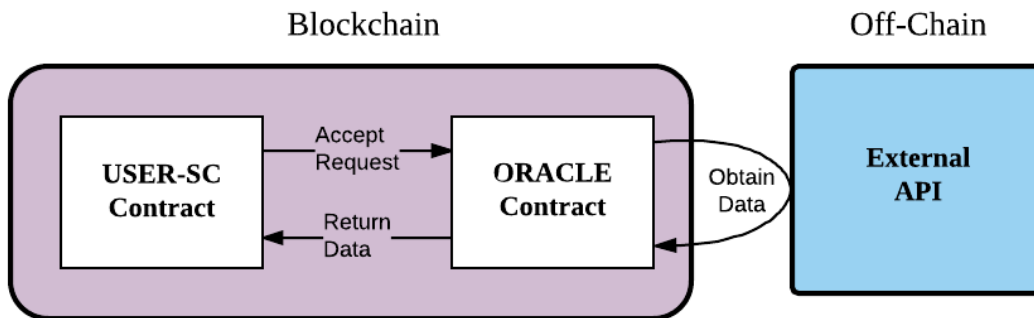 Blockchain
Off-Chain
USER-SC
Contract
Accept
Request
Return
Data
ORACLE
Contract
Obtain
Data
External
API